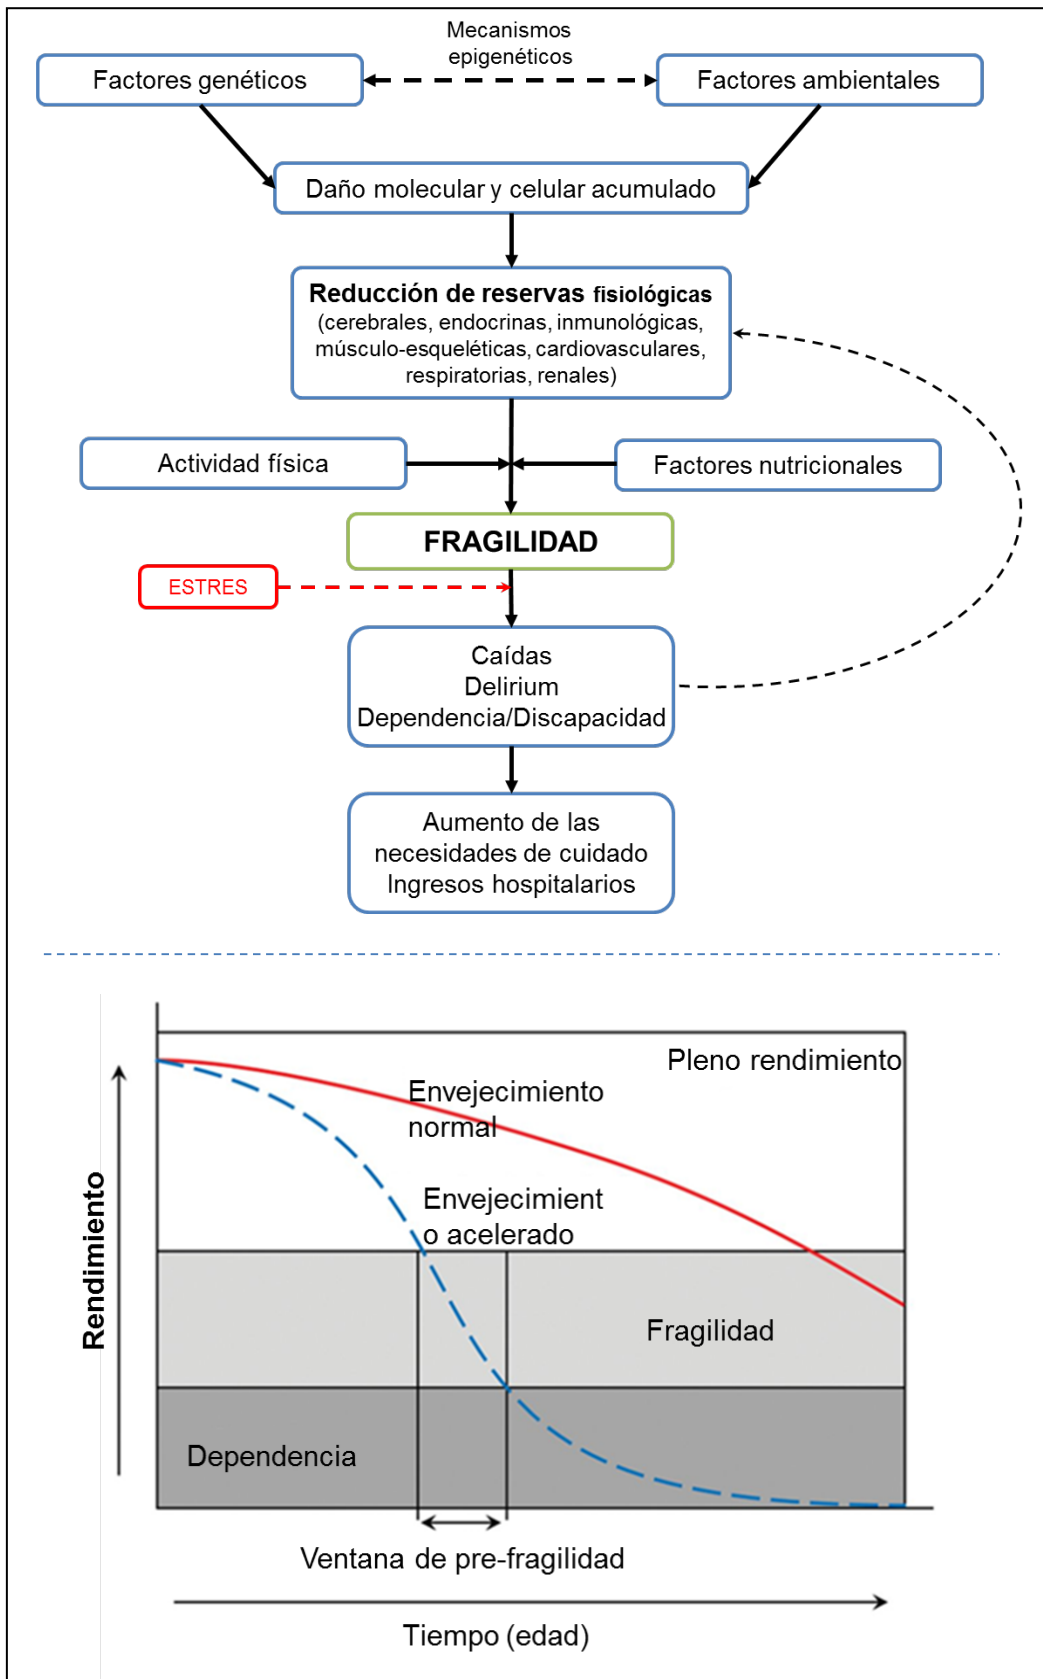 Mecanismos
epigenéticos
Factores genéticos
Factores ambientales
Daño molecular y celular acumulado
Reducción de reservas fisiológicas
(cerebrales, endocrinas, inmunológicas,
músculo-esqueléticas, cardiovasculares,
respiratorias, renales)
Actividad física
Factores nutricionales
FRAGILIDAD
ESTRES
Caídas
Delirium
Dependencia/Discapacidad
Aumento de las
necesidades de cuidado
Ingresos hospitalarios
Pleno rendimiento
Envejecimiento
normal
Envejecimient
o acelerado
Rendimiento
Fragilidad
Dependencia
Ventana de pre-fragilidad
Tiempo (edad)